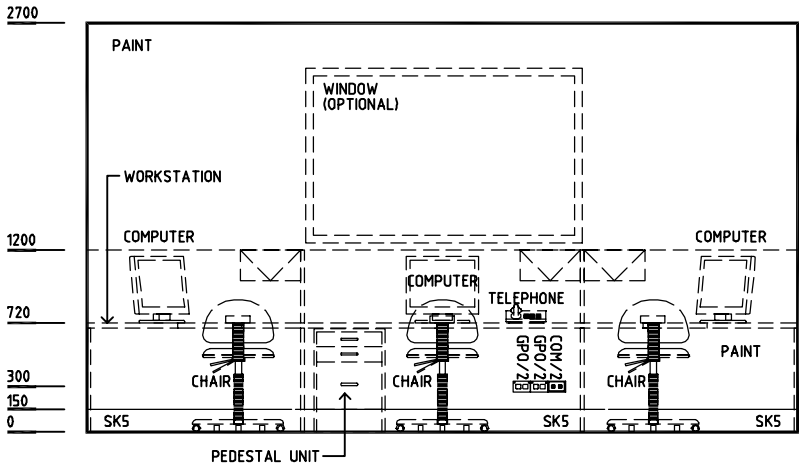 2700
PAINT
WINDOW
(OPTIONAL)
WORKSTATION
1200
COMPUTER
COMPUTER
COMPUTER
TELEPHONE
720
GPO/2
GPO/2
COM/2
PAINT
300
CHAIR
CHAIR
CHAIR
150
0
SK5
SK5
SK5
PEDESTAL UNIT